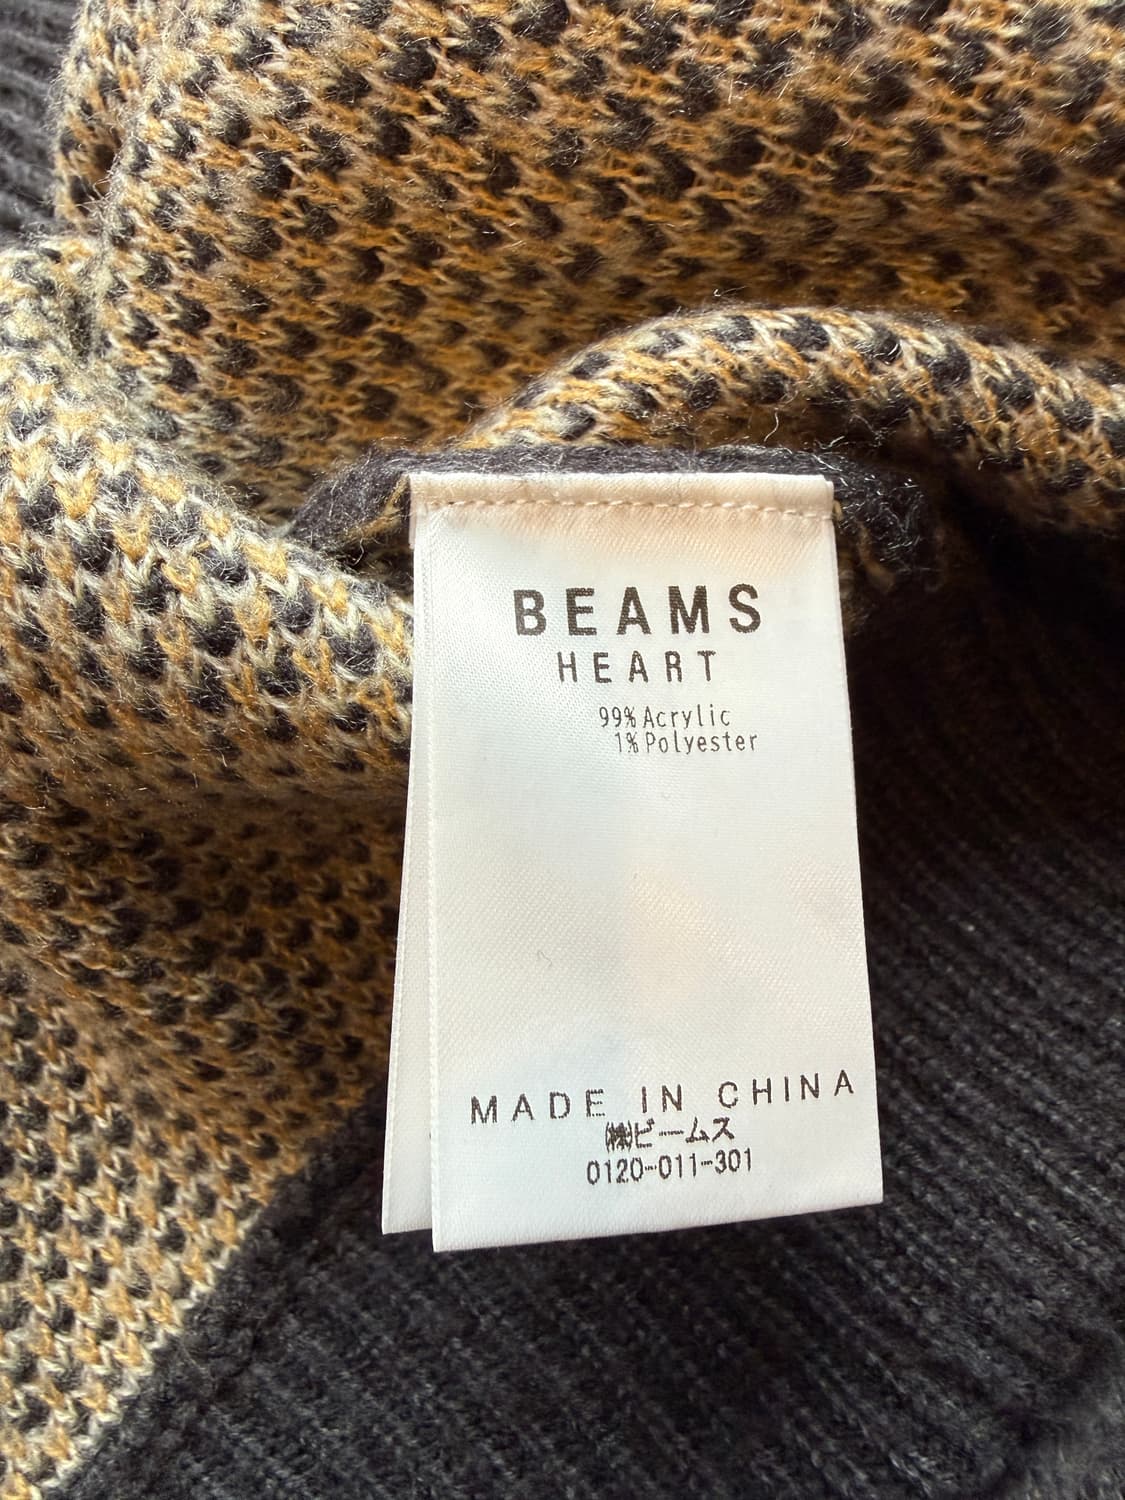 BEAMS
HEART
99% Acrylic
1% Polyester
MADE IN CHINA
㈱ビームス
0120-011-301